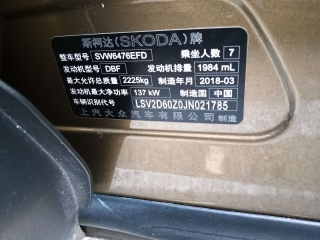 斯柯达(SKODA)牌
整车型号 SVW6476EFD 乘坐人数 7
发动机型号 DBF 发动机排量 1984 mL
最大允许总质量 2225kg 制造年月 2018-03
发动机最大净功率 137 kW 制造国 中国
车辆识别代号 LSV2D60Z0JN021785
上汽大众汽车有限公司 制造